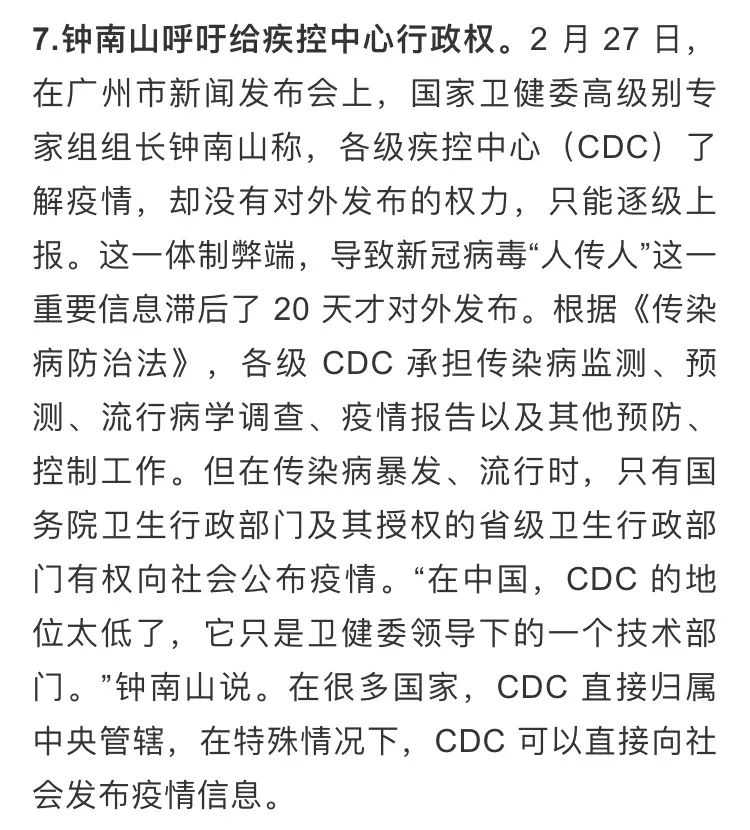 7.钟南山呼吁给疾控中心行政权。2 月 27 日，
在广州市新闻发布会上，国家卫健委高级别专
家组组长钟南山称，各级疾控中心（CDC）了
解疫情，却没有对外发布的权力，只能逐级上
报。这一体制弊端，导致新冠病毒“人传人”这一
重要信息滞后了 20 天才对外发布。根据《传染
病防治法》，各级 CDC 承担传染病监测、预
测、流行病学调查、疫情报告以及其他预防、
控制工作。但在传染病暴发、流行时，只有国
务院卫生行政部门及其授权的省级卫生行政部
门有权向社会公布疫情。“在中国，CDC 的地
位太低了，它只是卫健委领导下的一个技术部
门。”钟南山说。在很多国家，CDC 直接归属
中央管辖，在特殊情况下，CDC 可以直接向社
会发布疫情信息。